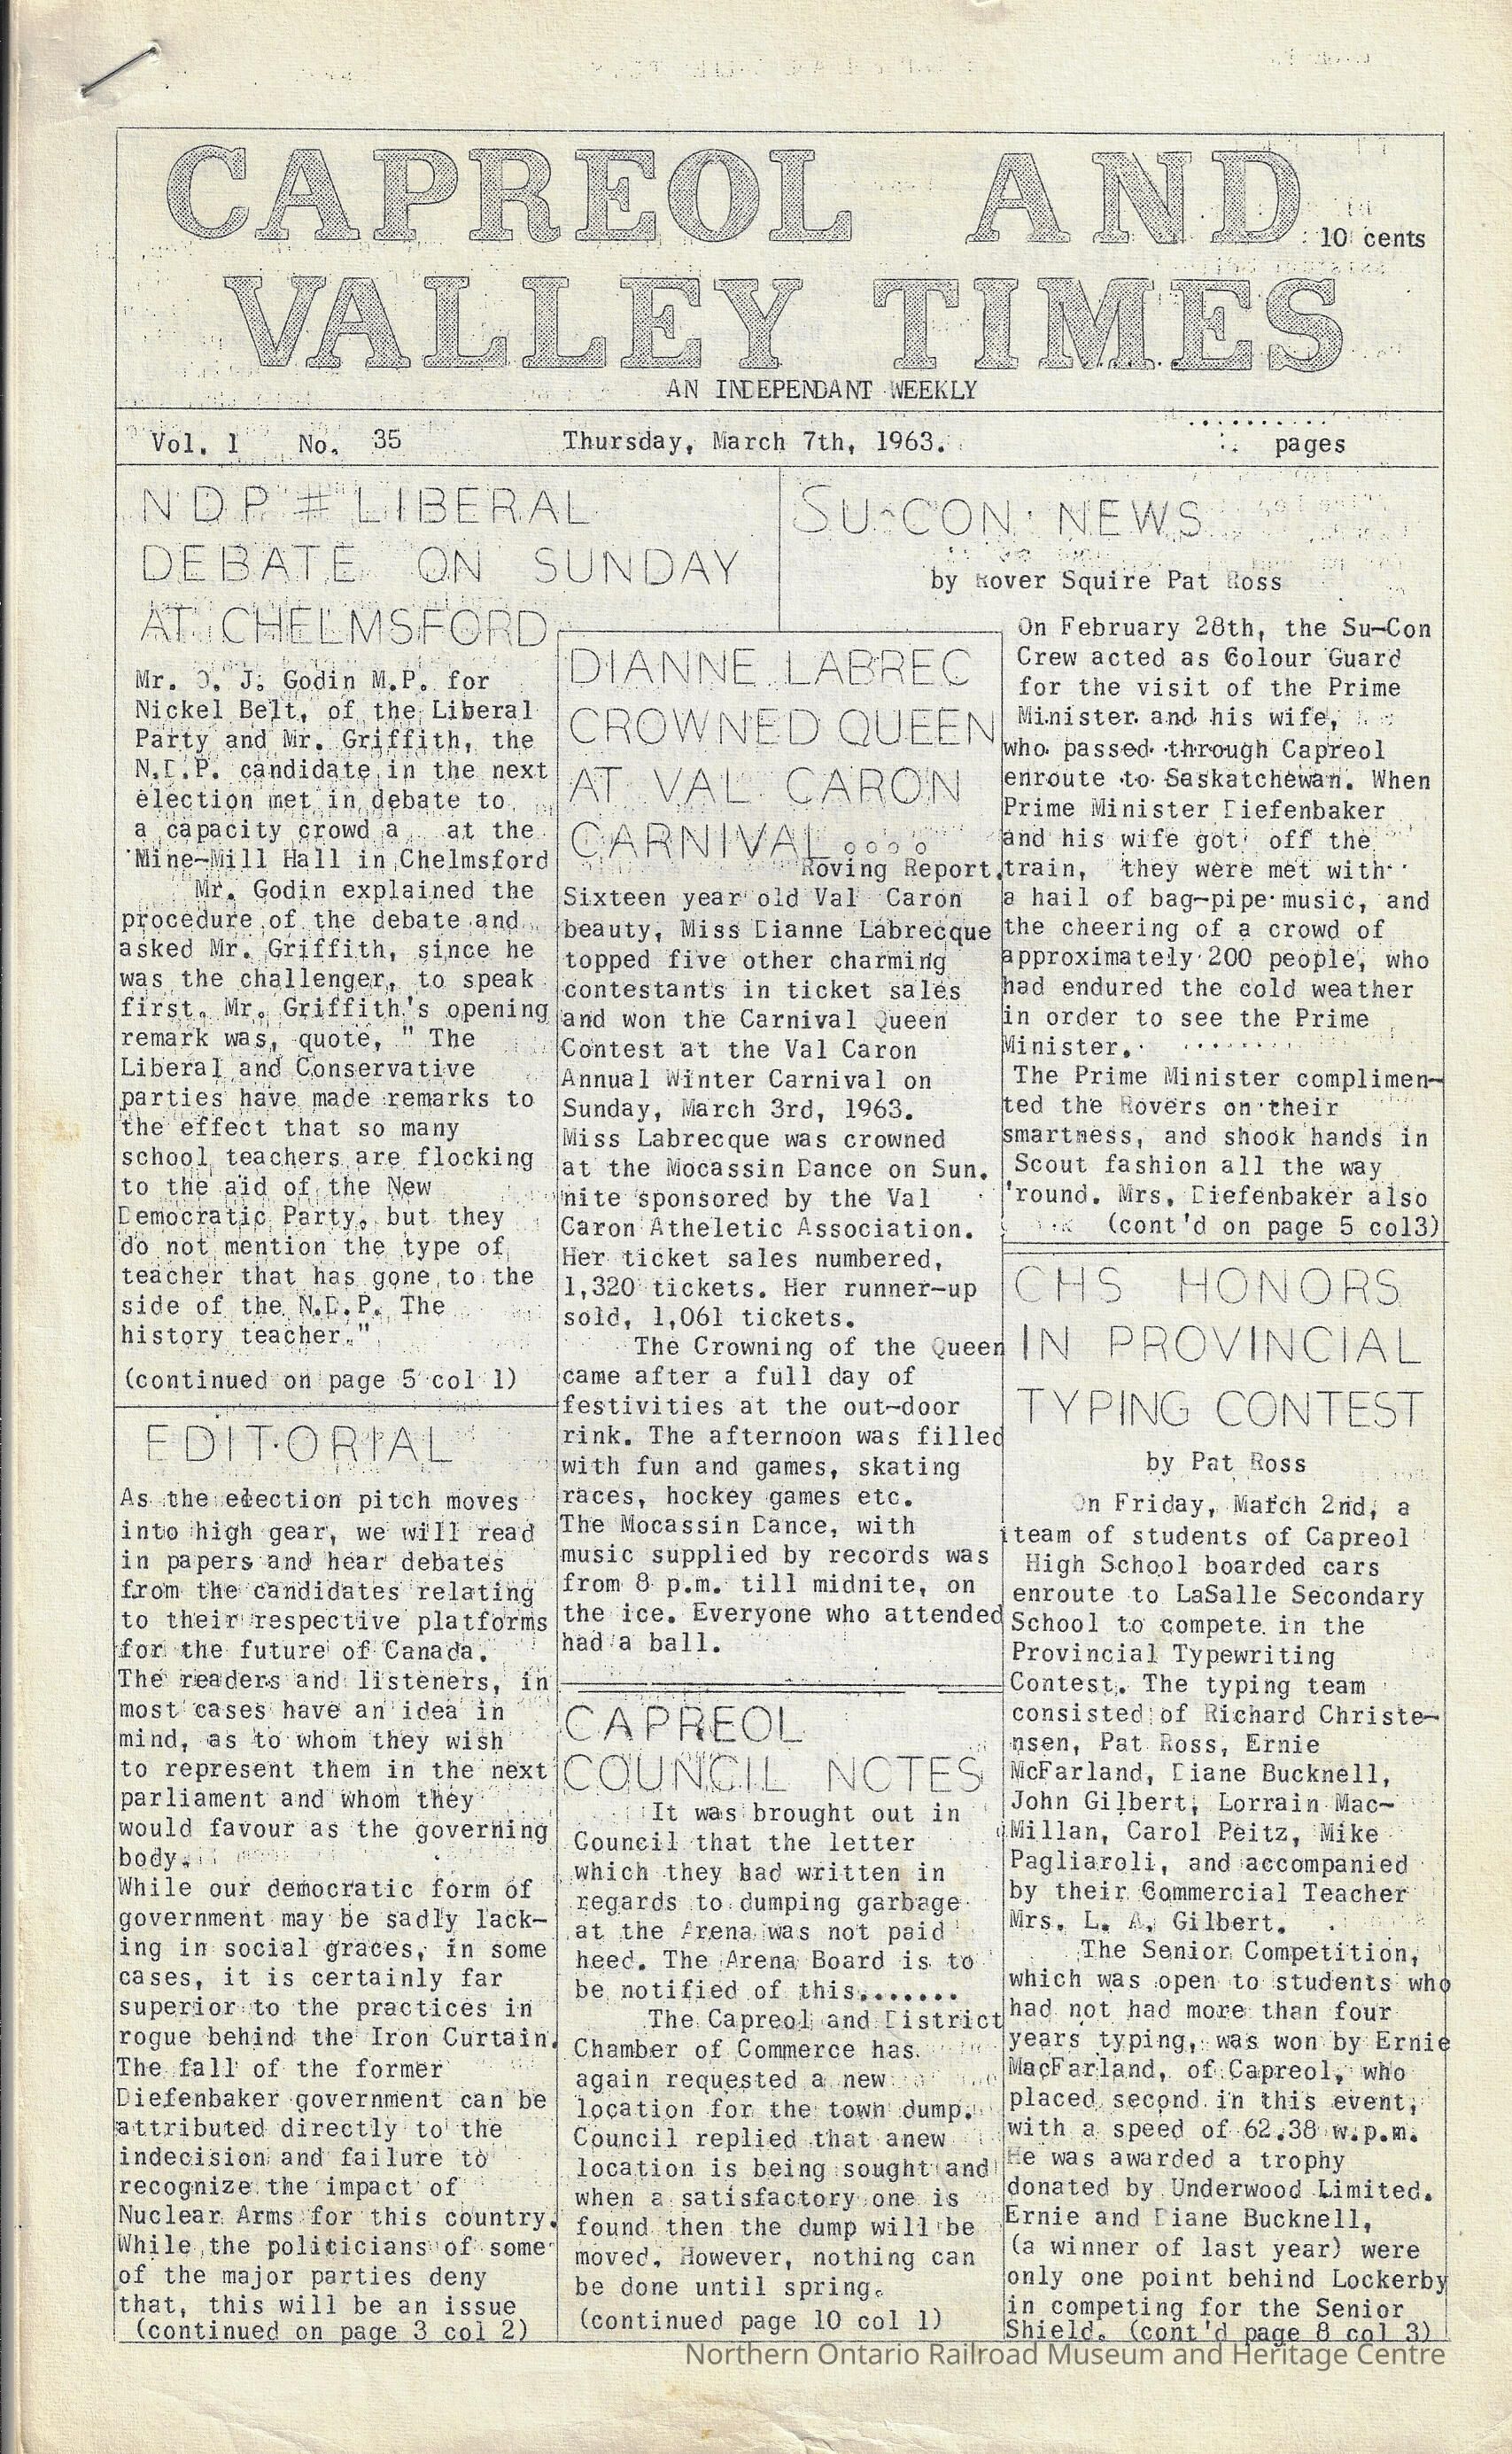 CAPREOL AND
10 cents
VALLEY TIMES
AN INDEPENDANT WEEKLY
Vol. 1 No. 35 Thursday, March 7th, 1963. pages
NDP # LIBERAL
DEBATE ON SUNDAY
AT CHELMSFORD
Mr. J. Godin M.P. for
Nickel Belt, of the Liberal
Party and Mr. Griffith, the
N.D.P. candidate in the next
election met in debate to
a capacity crowd a at the
Mine-Mill Hall in Chelmsford
Mr. Godin explained the
procedure of the debate and
asked Mr. Griffith, since he
was the challenger, to speak
first. Mr. Griffith's opening
remark was, quote, " The
Liberal and Conservative
parties have made remarks to
the effect that so many
school teachers are flocking
to the aid of the New
Democratic Party, but they
do not mention the type of
teacher that has gone to the
side of the N.D.P. The
history teacher."
(continued on page 5 col 1)
EDITORIAL
As the election pitch moves
into high gear, we will read
in papers and hear debates
from the candidates relating
to their respective platforms
for the future of Canada.
The readers and listeners, in
most cases have an idea in
mind, as to whom they wish
to represent them in the next
parliament and whom they
would favour as the governing
body.
While our democratic form of
government may be sadly lack-
ing in social graces, in some
cases, it is certainly far
superior to the practices in
rogue behind the Iron Curtain.
The fall of the former
Diefenbaker government can be
attributed directly to the
indecision and failure to
recognize the impact of
Nuclear Arms for this country.
While the politicians of some
of the major parties deny
that, this will be an issue
(continued on page 3 col 2)
DIANNE LABREC
CROWNED QUEEN
AT VAL CARON
CARNIVAL....
Roving Report.
Sixteen year old Val Caron
beauty, Miss Dianne Labrecque
topped five other charming
contestants in ticket sales
and won the Carnival Queen
Contest at the Val Caron
Annual Winter Carnival on
Sunday, March 3rd, 1963.
Miss Labrecque was crowned
at the Mocassin Dance on Sun.
nite sponsored by the Val
Caron Atheletic Association.
Her ticket sales numbered,
1,320 tickets. Her runner-up
sold, 1,061 tickets.
The Crowning of the Queen
came after a full day of
festivities at the out-door
rink. The afternoon was filled
with fun and games, skating
races, hockey games etc.
The Mocassin Dance, with
music supplied by records was
from 8 p.m. till midnite, on
the ice. Everyone who attended
had a ball.
CAPREOL
COUNCIL NOTES
It was brought out in
Council that the letter
which they had written in
regards to dumping garbage
at the Arena was not paid
heed. The Arena Board is to
be notified of this.......
The Capreol and District
Chamber of Commerce has
again requested a new
location for the town dump.
Council replied that anew
location is being sought and
when a satisfactory one is
found then the dump will be
moved. However, nothing can
be done until spring.
(continued page 10 col 1)
SU-CON NEWS
by Rover Squire Pat Ross
On February 28th, the Su-Con
Crew acted as Colour Guard
for the visit of the Prime
Minister and his wife,
who passed through Capreol
enroute to Saskatchewan. When
Prime Minister Diefenbaker
and his wife got off the
train, they were met with
a hail of bag-pipe music, and
the cheering of a crowd of
approximately 200 people, who
had endured the cold weather
in order to see the Prime
Minister.
The Prime Minister complimen-
ted the Rovers on their
smartness, and shook hands in
Scout fashion all the way
'round. Mrs. Diefenbaker also
(cont'd on page 5 col3)
CHS HONORS
IN PROVINCIAL
TYPING CONTEST
by Pat Ross
On Friday, March 2nd, a
team of students of Capreol
High School boarded cars
enroute to LaSalle Secondary
School to compete in the
Provincial Typewriting
Contest. The typing team
consisted of Richard Christe-
nsen, Pat Ross, Ernie
McFarland, Diane Bucknell,
John Gilbert, Lorrain Mac-
Millan, Carol Peitz, Mike
Pagliaroli, and accompanied
by their Commercial Teacher
Mrs. L. A. Gilbert.
The Senior Competition,
which was open to students who
had not had more than four
years typing, was won by Ernie
MacFarland, of Capreol, who
placed second in this event,
with a speed of 62.38 w.p.m.
He was awarded a trophy
donated by Underwood Limited.
Ernie and Diane Bucknell,
(a winner of last year) were
only one point behind Lockerby
in competing for the Senior
Shield. (cont'd page 8 col 3)
Northern Ontario Railroad Museum and Heritage Centre